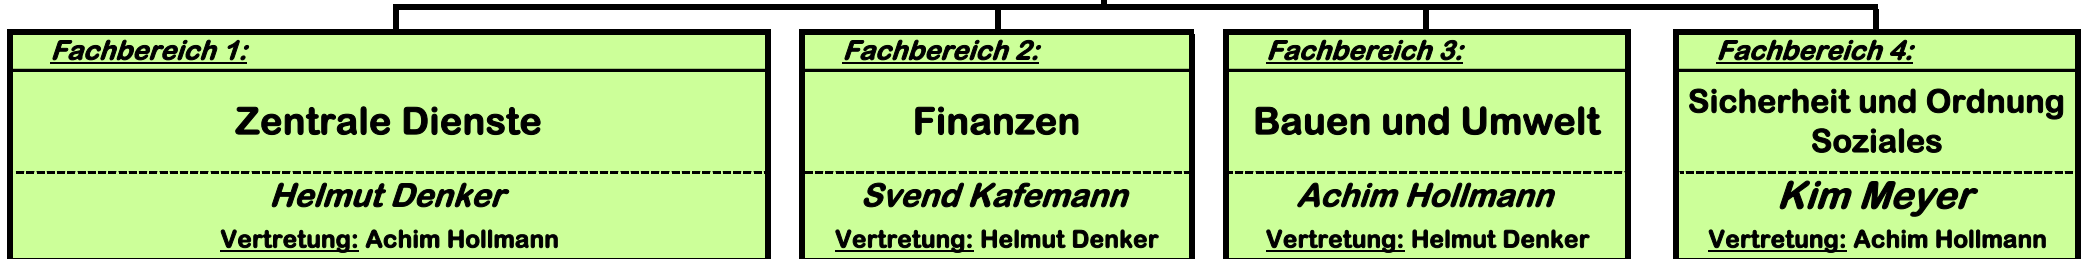 Fachbereich 1:
Zentrale Dienste
Helmut Denker
Vertretung: Achim Hollmann
Fachbereich 2:
Finanzen
Svend Kafemann
Vertretung: Helmut Denker
Fachbereich 3:
Bauen und Umwelt
Achim Hollmann
Vertretung: Helmut Denker
Fachbereich 4:
Sicherheit und Ordnung
Soziales
Kim Meyer
Vertretung: Achim Hollmann